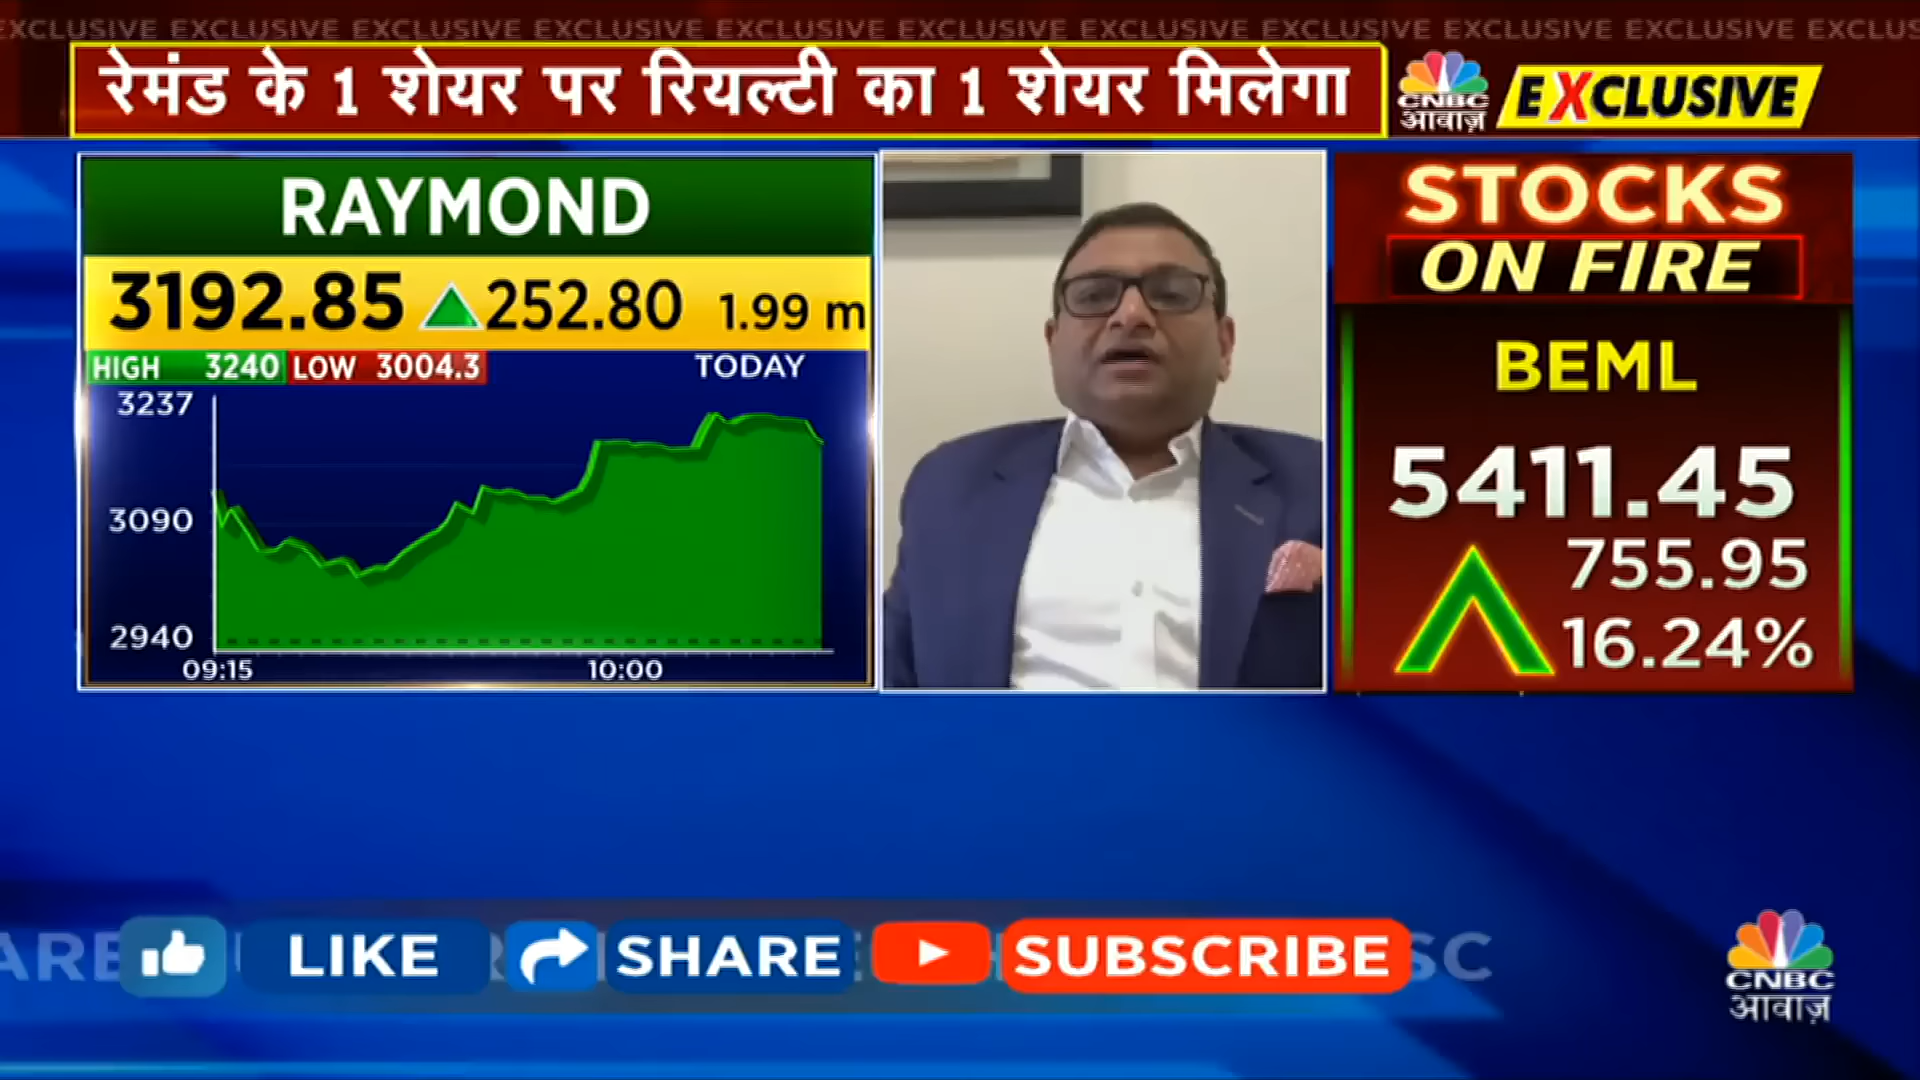 EXCLUSIVE EXCLUSIVE EXCLUSIVE EXCLUSIVE EXCLUSIVE EXCLUSIVE EXCLUSIVE EXCLUSIVE EXCLUSIVE EXCLUSIVE EXCLUSIVE EXCLUS
रेमंड के 1 शेयर पर रियल्टी का 1 शेयर मिलेगा
CNBC
आवाज़
EXCLUSIVE
RAYMOND
3192.85 252.80 1.99 m
HIGH 3240 LOW 3004.3 TODAY
3237
3090
2940
09:15 10:00
STOCKS
ON FIRE
BEML
5411.45
755.95
16.24%
LIKE SHARE SUBSCRIBE
CNBC
आवाज़